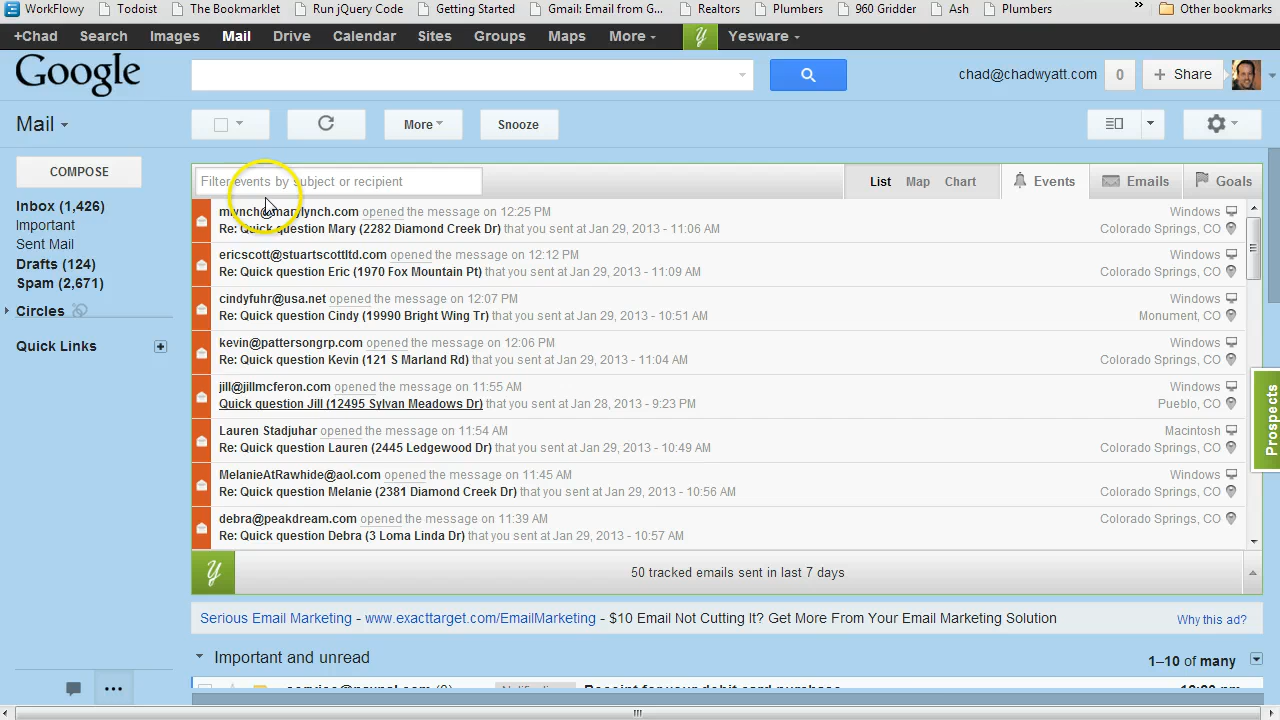 WorkFlowy Todoist The Bookmarklet Run jQuery Code Getting Started Gmail: Email from G... Realtors Plumbers 960 Gridder Ash Plumbers » Other bookmarks
+Chad Search Images Mail Drive Calendar Sites Groups Maps More Yesware
Google chad@chadwyatt.com 0 + Share
Mail More Snooze
COMPOSE
Inbox (1,426)
Important
Sent Mail
Drafts (124)
Spam (2,671)
Circles
Quick Links
Filter events by subject or recipient List Map Chart Events Emails Goals
opened the message on 12:25 PM Windows
Re: Quick question Mary (2282 Diamond Creek Dr) that you sent at Jan 29, 2013 - 11:06 AM Colorado Springs, CO
ericscott@stuartscottltd.com opened the message on 12:12 PM Windows
Re: Quick question Eric (1970 Fox Mountain Pt) that you sent at Jan 29, 2013 - 11:09 AM Colorado Springs, CO
cindyfuhr@usa.net opened the message on 12:07 PM Windows
Re: Quick question Cindy (19990 Bright Wing Tr) that you sent at Jan 29, 2013 - 10:51 AM Monument, CO
kevin@pattersongrp.com opened the message on 12:06 PM Windows
Re: Quick question Kevin (121 S Marland Rd) that you sent at Jan 29, 2013 - 11:04 AM Colorado Springs, CO
jill@jillmcferon.com opened the message on 11:55 AM Windows
Quick question Jill (12495 Sylvan Meadows Dr) that you sent at Jan 28, 2013 - 9:23 PM Pueblo, CO
Lauren Stadjuhar opened the message on 11:54 AM Macintosh
Re: Quick question Lauren (2445 Ledgewood Dr) that you sent at Jan 29, 2013 - 10:49 AM Colorado Springs, CO
MelanieAtRawhide@aol.com opened the message on 11:45 AM Windows
Re: Quick question Melanie (2381 Diamond Creek Dr) that you sent at Jan 29, 2013 - 10:56 AM Colorado Springs, CO
debra@peakdream.com opened the message on 11:39 AM Colorado Springs, CO
Re: Quick question Debra (3 Loma Linda Dr) that you sent at Jan 29, 2013 - 10:57 AM
Prospects
50 tracked emails sent in last 7 days
Serious Email Marketing - www.exacttarget.com/EmailMarketing - $10 Email Not Cutting It? Get More From Your Email Marketing Solution Why this ad?
Important and unread 1–10 of many
Receipt for your debit card purchase